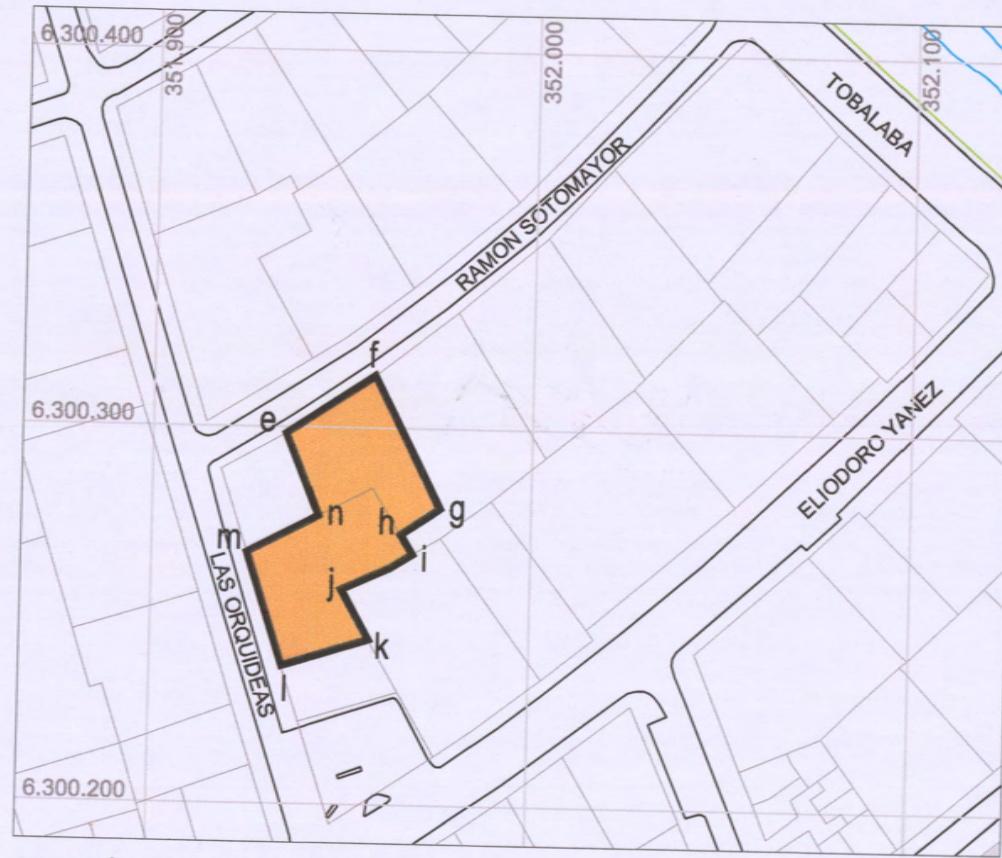 6.300.400
351.900
352.000
352.100
TOBALABA
RAMON SOTOMAYOR
f
e
6.300.300
ELIODORO YANEZ
n
h
g
m
i
j
LAS ORQUIDEAS
k
l
6.300.200